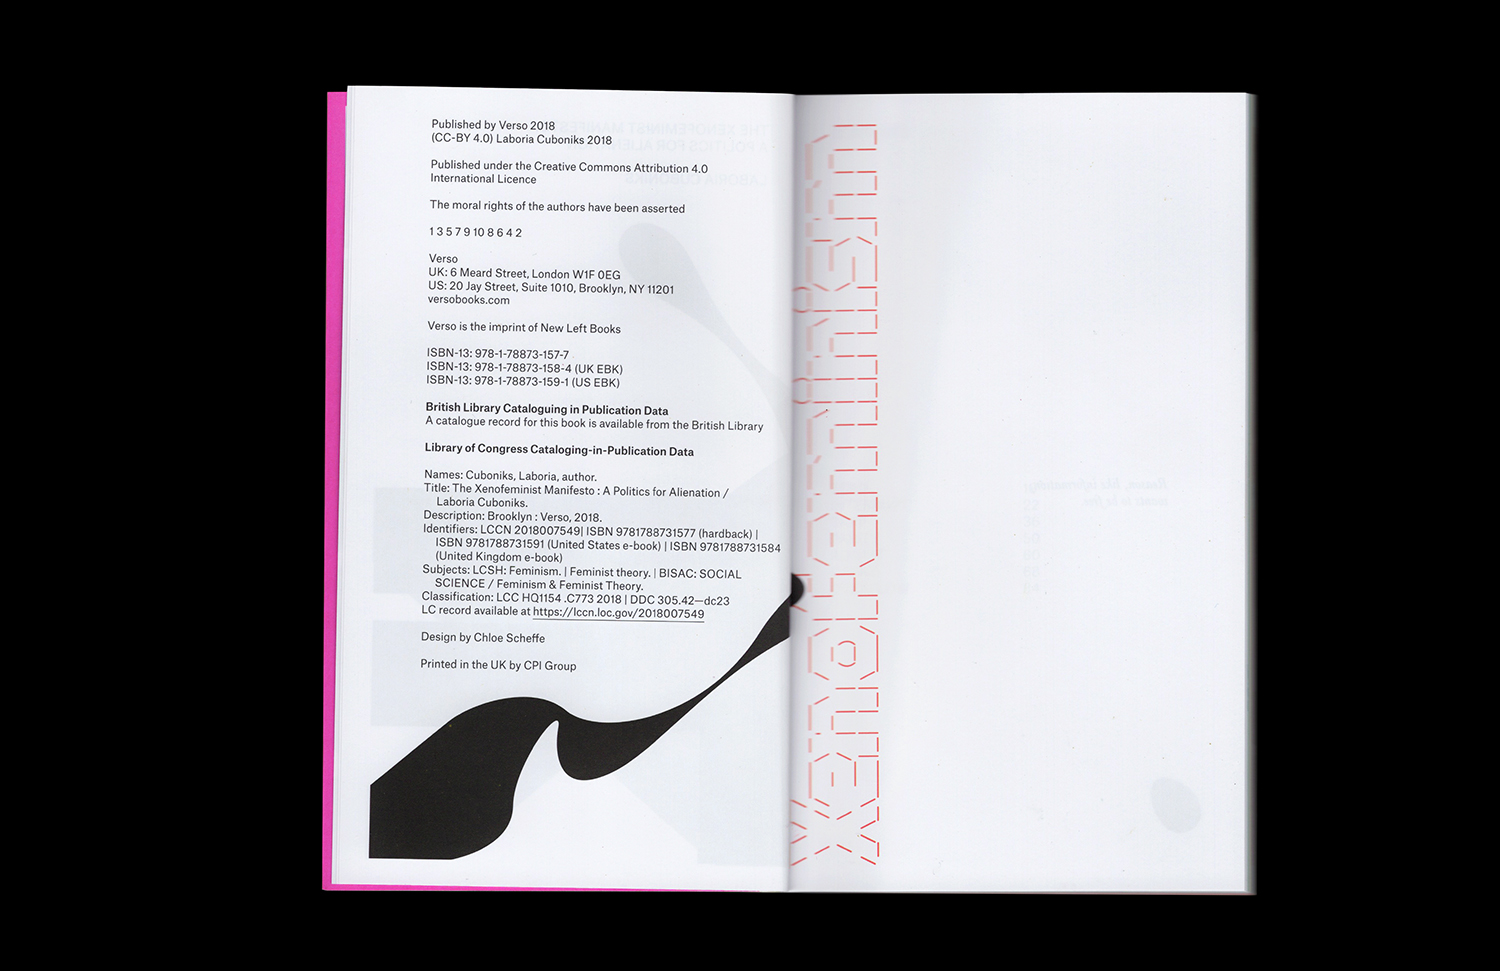 Published by Verso 2018
(CC-BY 4.0) Laboria Cuboniks 2018
Published under the Creative Commons Attribution 4.0
International Licence
The moral rights of the authors have been asserted
1 3 5 7 9 10 8 6 4 2
Verso
UK: 6 Meard Street, London W1F 0EG
US: 20 Jay Street, Suite 1010, Brooklyn, NY 11201
versobooks.com
Verso is the imprint of New Left Books
ISBN-13: 978-1-78873-157-7
ISBN-13: 978-1-78873-158-4 (UK EBK)
ISBN-13: 978-1-78873-159-1 (US EBK)
British Library Cataloguing in Publication Data
A catalogue record for this book is available from the British Library
Library of Congress Cataloging-in-Publication Data
Names: Cuboniks, Laboria, author.
Title: The Xenofeminist Manifesto : A Politics for Alienation /
Laboria Cuboniks.
Description: Brooklyn : Verso, 2018.
Identifiers: LCCN 2018007549| ISBN 9781788731577 (hardback) |
ISBN 9781788731591 (United States e-book) | ISBN 9781788731584
(United Kingdom e-book)
Subjects: LCSH: Feminism. | Feminist theory. | BISAC: SOCIAL
SCIENCE / Feminism & Feminist Theory.
Classification: LCC HQ1154 .C773 2018 | DDC 305.42—dc23
LC record available at https://lccn.loc.gov/2018007549
Design by Chloe Scheffe
Printed in the UK by CPI Group
Xenofeminism